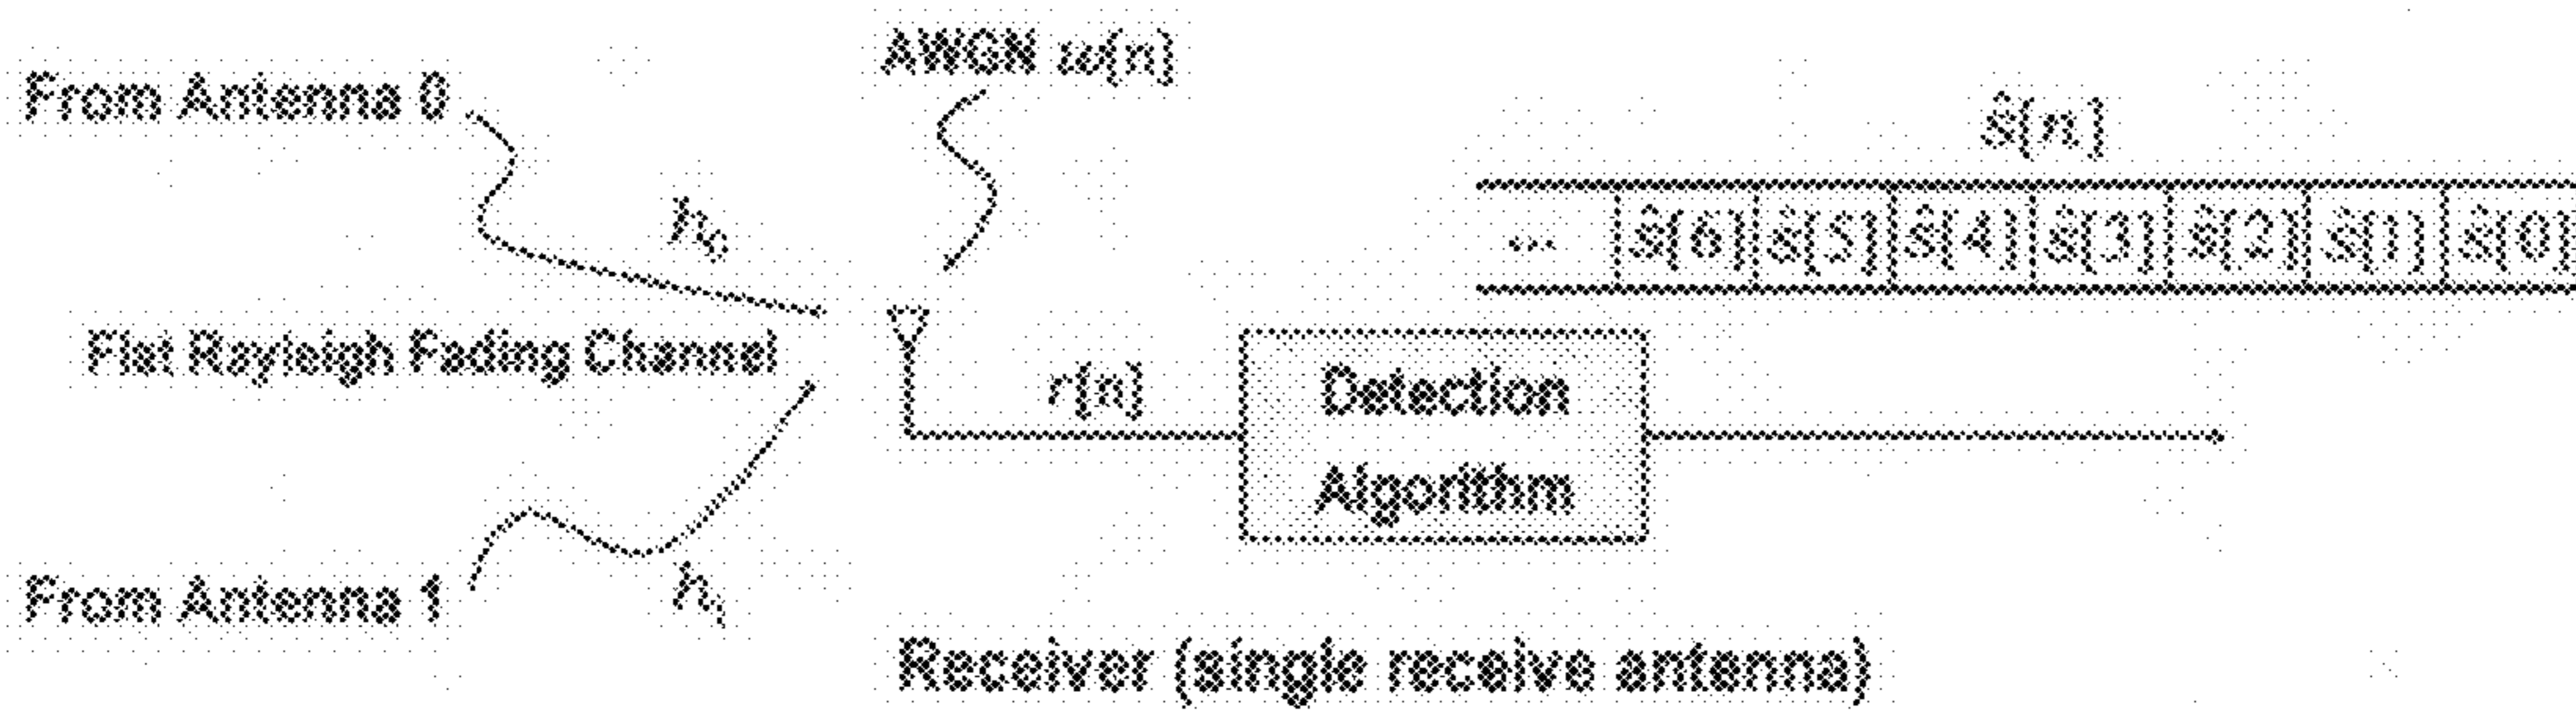 AWGN w[n]
From Antenna 0
ŝ[n]
h₀
... ŝ[6] ŝ[5] ŝ[4] ŝ[3] ŝ[2] ŝ[1] ŝ[0]
Flat Rayleigh Fading Channel
r[n]
Detection
Algorithm
From Antenna 1
h₁
Receiver (single receive antenna)